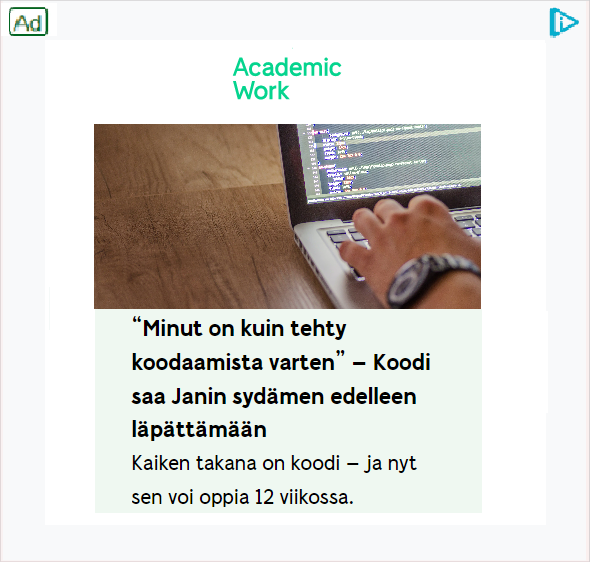 Ad
Academic
Work
“Minut on kuin tehty
koodaamista varten” – Koodi
saa Janin sydämen edelleen
läpättämään
Kaiken takana on koodi – ja nyt
sen voi oppia 12 viikossa.